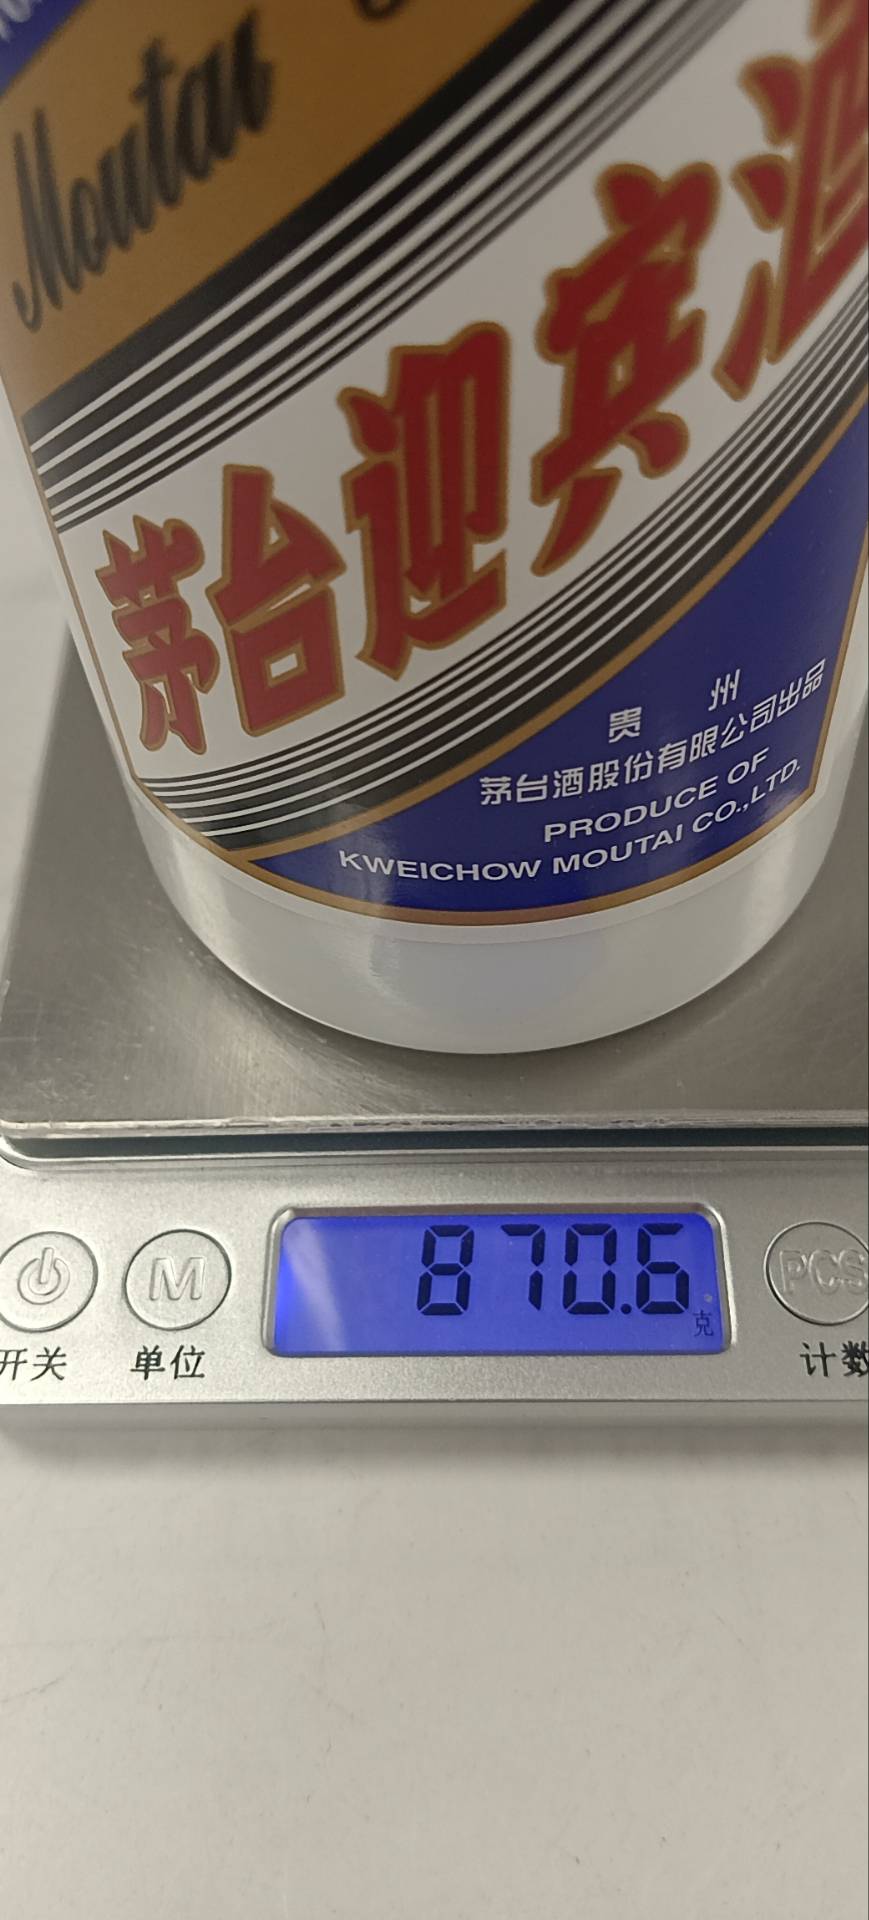 Moutai
茅台迎宾酒
贵州
茅台酒股份有限公司出品
PRODUCE OF
KWEICHOW MOUTAI CO.,LTD.
870.6
克
M
PCS
开关
单位
计数